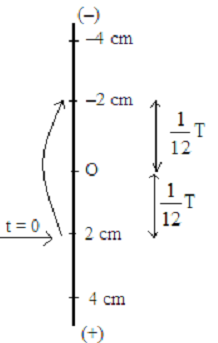 (−)
−4 cm
−2 cm
1/12 T
O
1/12 T
t = 0
2 cm
4 cm
(+)